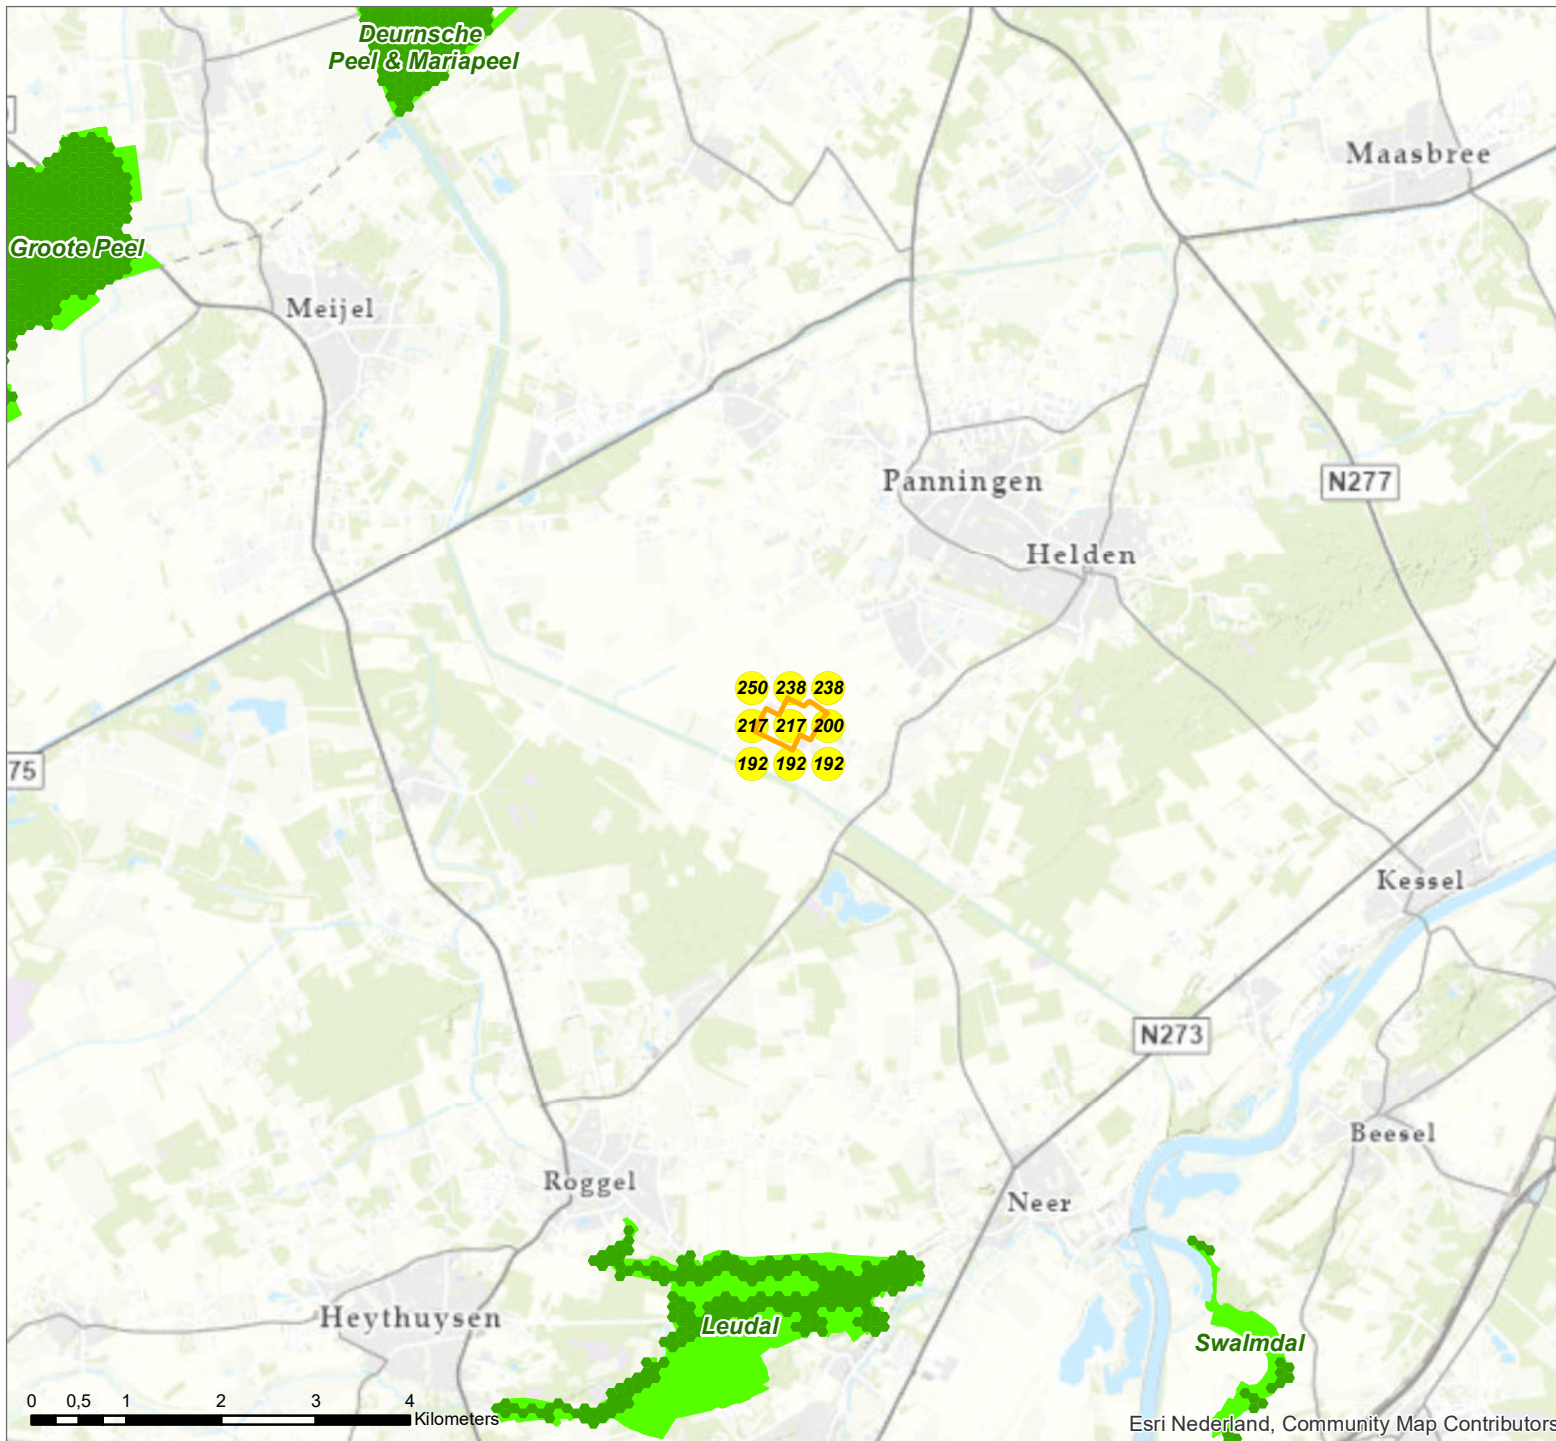 Deurnsche
Peel & Mariapeel
Maasbree
Groote Peel
Meijel
Panningen
N277
Helden
250 238 238
217 217 200
192 192 192
75
Kessel
N273
Beesel
Roggel
Neer
Heythuysen
Leudal
Swalmdal
0 0,5 1 2 3 4
Kilometers
Esri Nederland, Community Map Contributors